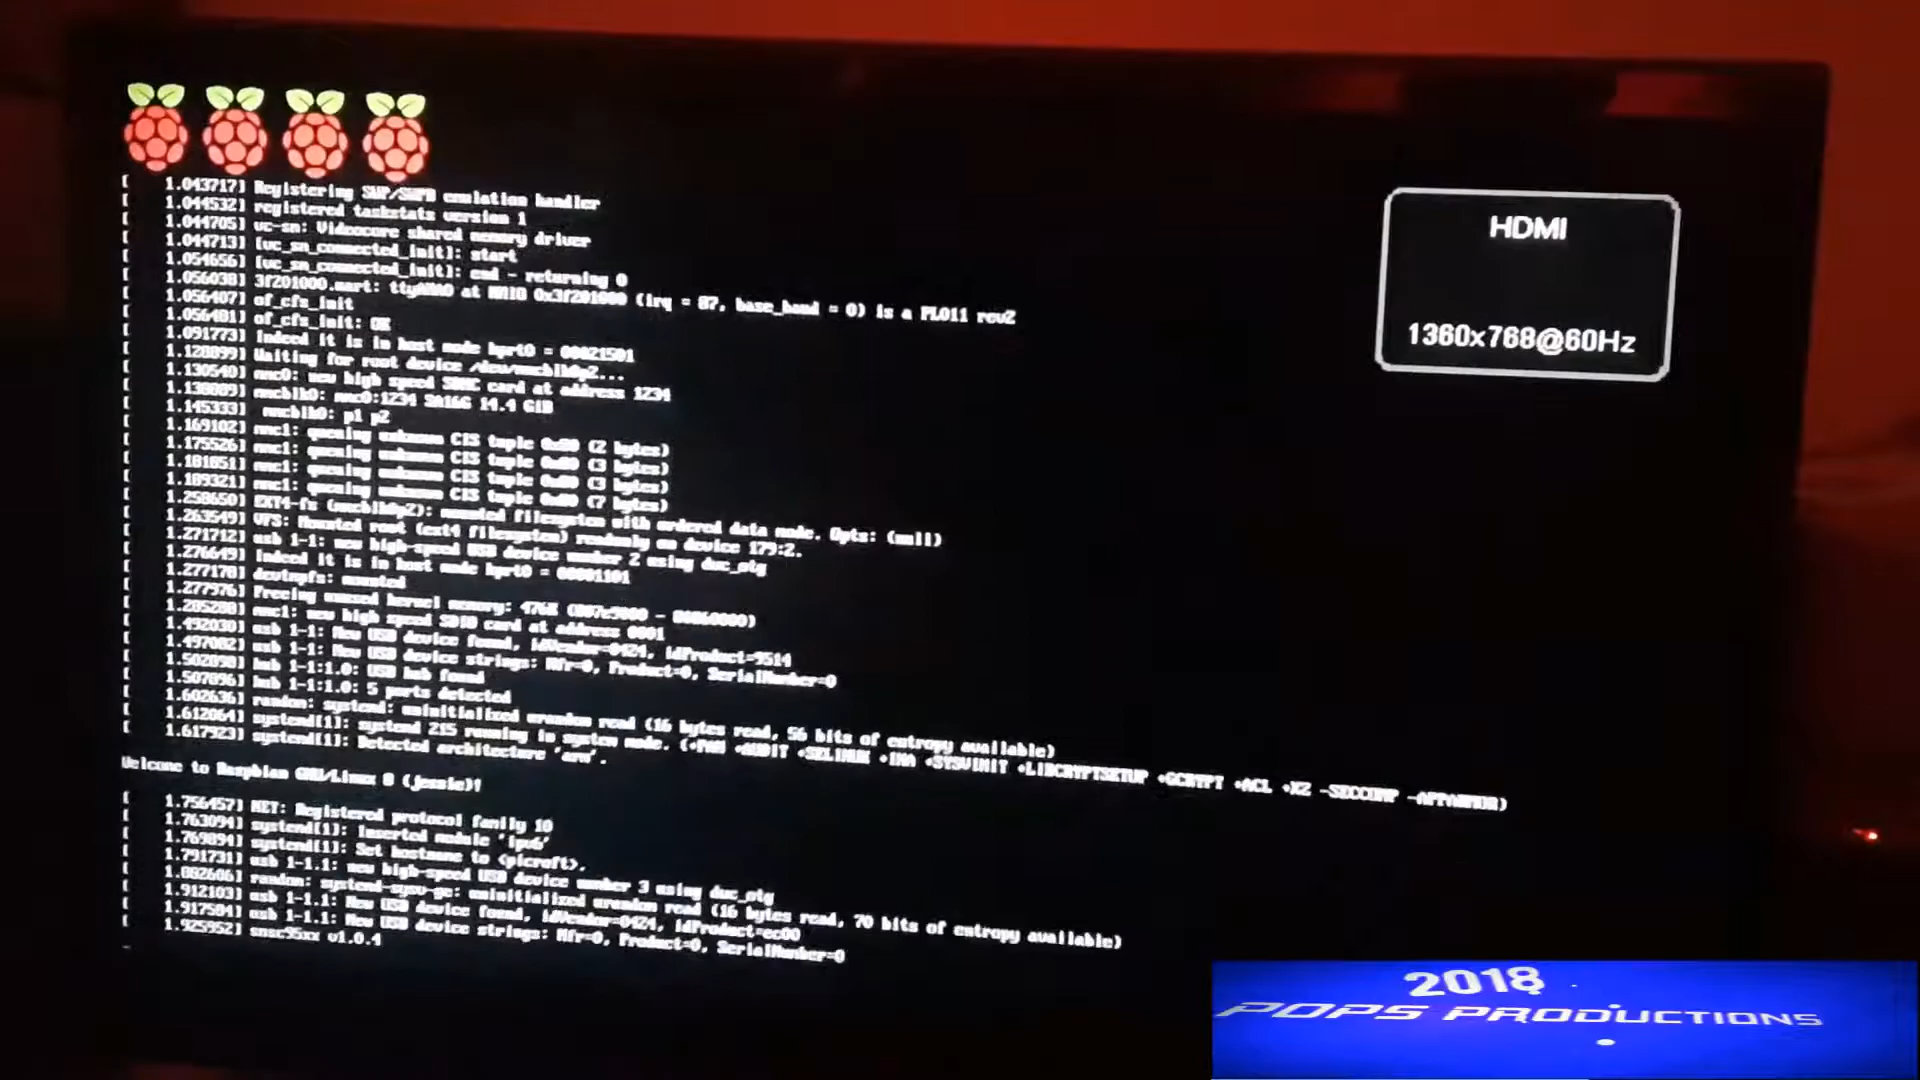 [    1.043717] Registering SWP/SWPB emulation handler
[    1.044532] registered taskstats version 1
[    1.044705] vc-sm: Videocore shared memory driver
[    1.044713] [vc_sm_connected_init]: start
[    1.054656] [vc_sm_connected_init]: end - returning 0
[    1.056038] 3f201000.uart: ttyAMA0 at MMIO 0x3f201000 (irq = 87, base_baud = 0) is a PL011 rev2
[    1.056407] of_cfs_init
[    1.056481] of_cfs_init: OK
[    1.091773] Indeed it is in host mode hprt0 = 00021501
[    1.128899] Waiting for root device /dev/mmcblk0p2...
[    1.130540] mmc0: new high speed SDHC card at address 1234
[    1.138889] mmcblk0: mmc0:1234 SA16G 14.4 GiB
[    1.145333]  mmcblk0: p1 p2
[    1.169102] mmc1: queuing unknown CIS tuple 0x80 (2 bytes)
[    1.175526] mmc1: queuing unknown CIS tuple 0x80 (3 bytes)
[    1.181851] mmc1: queuing unknown CIS tuple 0x80 (3 bytes)
[    1.189321] mmc1: queuing unknown CIS tuple 0x80 (7 bytes)
[    1.258650] EXT4-fs (mmcblk0p2): mounted filesystem with ordered data mode. Opts: (null)
[    1.263549] VFS: Mounted root (ext4 filesystem) readonly on device 179:2.
[    1.271712] usb 1-1: new high-speed USB device number 2 using dwc_otg
[    1.276649] Indeed it is in host mode hprt0 = 00001101
[    1.277178] devtmpfs: mounted
[    1.277976] Freeing unused kernel memory: 476K
[    1.285288] mmc1: new high speed SDIO card at address 0001
[    1.492030] usb 1-1: New USB device found, idVendor=0424, idProduct=9514
[    1.497082] usb 1-1: New USB device strings: Mfr=0, Product=0, SerialNumber=0
[    1.502898] hub 1-1:1.0: USB hub found
[    1.507896] hub 1-1:1.0: 5 ports detected
[    1.602636] random: systemd: uninitialized urandom read (16 bytes read, 56 bits of entropy available)
[    1.612064] systemd[1]: systemd 215 running in system mode. (+PAM +AUDIT +SELINUX +IMA +SYSVINIT +LIBCRYPTSETUP +GCRYPT +ACL +XZ -SECCOMP -APPARMOR)
[    1.617923] systemd[1]: Detected architecture 'arm'.
Welcome to Raspbian GNU/Linux 8 (jessie)!
[    1.756457] NET: Registered protocol family 10
[    1.763094] systemd[1]: Inserted module 'ipv6'
[    1.769894] systemd[1]: Set hostname to <picroft>.
[    1.791731] usb 1-1.1: new high-speed USB device number 3 using dwc_otg
[    1.882606] random: systemd-sysv-ge: uninitialized urandom read (16 bytes read, 70 bits of entropy available)
[    1.912103] usb 1-1.1: New USB device found, idVendor=0424, idProduct=ec00
[    1.917504] usb 1-1.1: New USB device strings: Mfr=0, Product=0, SerialNumber=0
[    1.925952] smsc95xx v1.0.4
HDMI
1360x768@60Hz
2018
POPS PRODUCTIONS